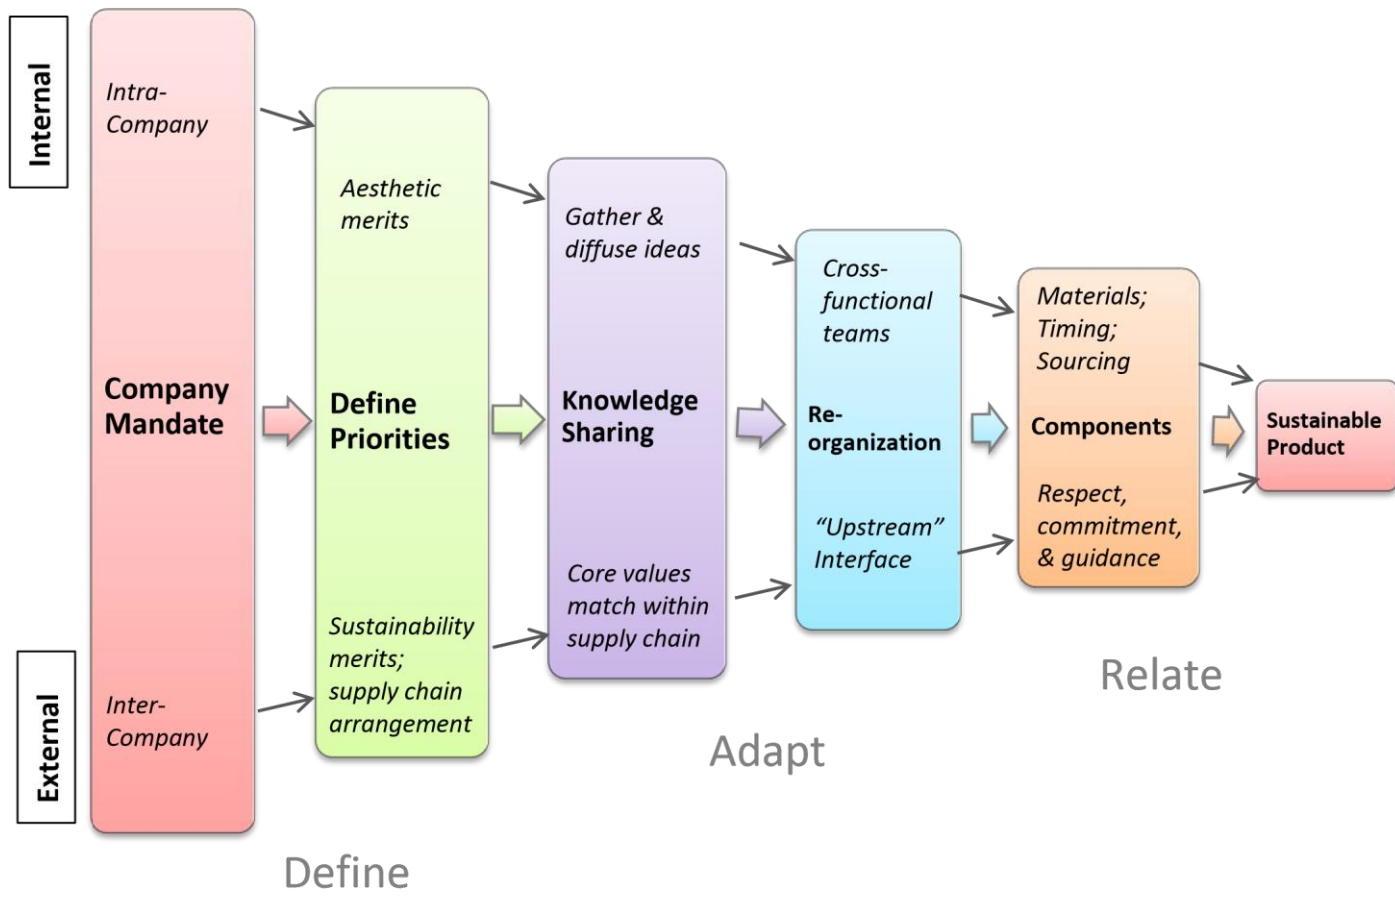 Internal
External
Intra-
Company
Company
Mandate
Inter-
Company
Aesthetic
merits
Define
Priorities
Sustainability
merits;
supply chain
arrangement
Gather &
diffuse ideas
Knowledge
Sharing
Core values
match within
supply chain
Cross-
functional
teams
Re-
organization
“Upstream”
Interface
Materials;
Timing;
Sourcing
Components
Respect,
commitment,
& guidance
Sustainable
Product
Define
Adapt
Relate